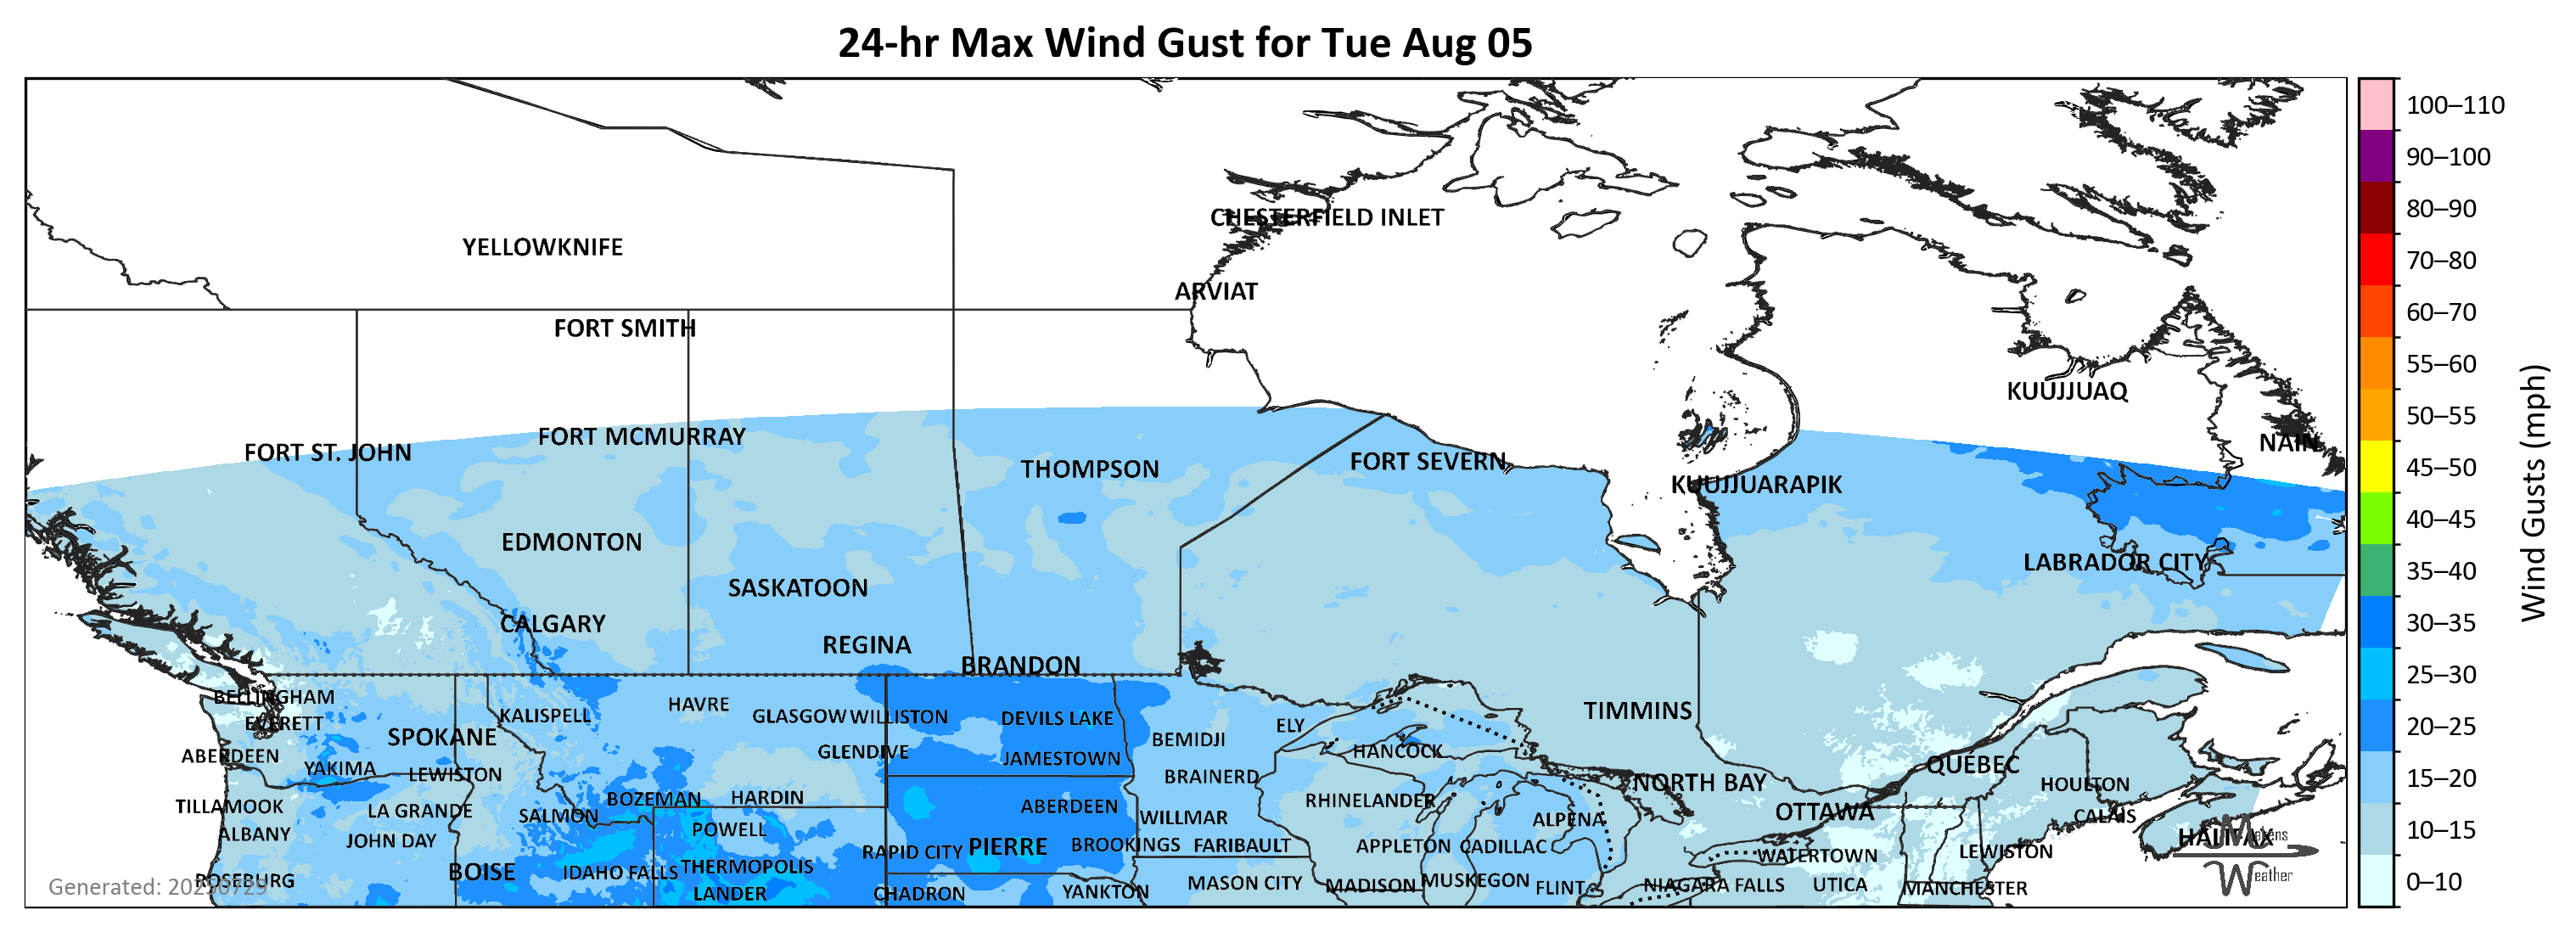 24-hr Max Wind Gust for Tue Aug 05
CHESTERFIELD INLET
YELLOWKNIFE
ARVIAT
FORT SMITH
KUUJJUAQ
FORT MCMURRAY
NAIN
FORT ST. JOHN
FORT SEVERN
THOMPSON
KUUJJUARAPIK
EDMONTON
LABRADOR CITY
SASKATOON
CALGARY
REGINA
BRANDON
BELLINGHAM
HAVRE
TIMMINS
KALISPELL
GLASGOW WILLISTON
DEVILS LAKE
EVERETT
ELY
SPOKANE
BEMIDJI
HANCOCK
GLENDIVE
ABERDEEN
JAMESTOWN
QUÉBEC
YAKIMA
LEWISTON
BRAINERD
NORTH BAY
HOULTON
BOZEMAN
HARDIN
RHINELANDER
TILLAMOOK
LA GRANDE
ABERDEEN
OTTAWA
SALMON
WILLMAR
CALAIS
ALPENA
POWELL
ALBANY
HALIFAX
Makens
JOHN DAY
RAPID CITY
PIERRE
BROOKINGS
FARIBAULT
APPLETON
CADILLAC
WATERTOWN
LEWISTON
THERMOPOLIS
BOISE
IDAHO FALLS
Weather
ROSEBURG
Generated: 20250729
MASON CITY
MADISON
MUSKEGON
FLINT
NIAGARA FALLS
UTICA
MANCHESTER
LANDER
CHADRON
YANKTON
100–110
90–100
80–90
70–80
60–70
55–60
50–55
45–50
40–45
35–40
30–35
25–30
20–25
15–20
10–15
0–10
Wind Gusts (mph)